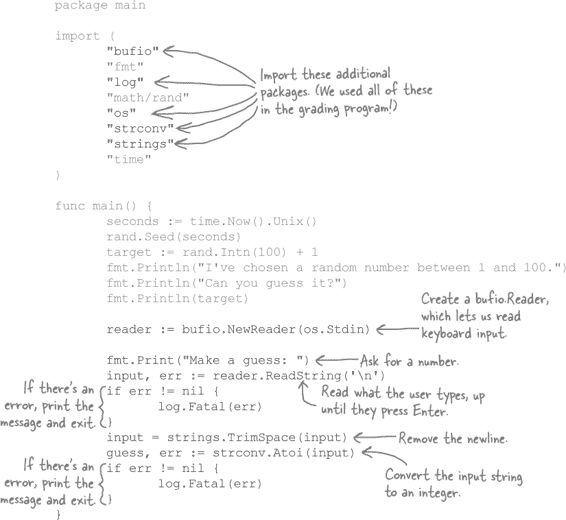 package main
import (
"bufio"
"fmt"
"log"
"math/rand"
"os"
"strconv"
"strings"
"time"
)
Import these additional
packages. (We used all of these
in the grading program!)
func main() {
seconds := time.Now().Unix()
rand.Seed(seconds)
target := rand.Intn(100) + 1
fmt.Println("I've chosen a random number between 1 and 100.")
fmt.Println("Can you guess it?")
fmt.Println(target)
reader := bufio.NewReader(os.Stdin)
Create a bufio.Reader,
which lets us read
keyboard input.
fmt.Print("Make a guess: ")
Ask for a number.
input, err := reader.ReadString('\n')
Read what the user types, up
until they press Enter.
if err != nil {
log.Fatal(err)
}
If there's an
error, print the
message and exit.
input = strings.TrimSpace(input)
Remove the newline.
guess, err := strconv.Atoi(input)
Convert the input string
to an integer.
if err != nil {
log.Fatal(err)
}
If there's an
error, print the
message and exit.
}